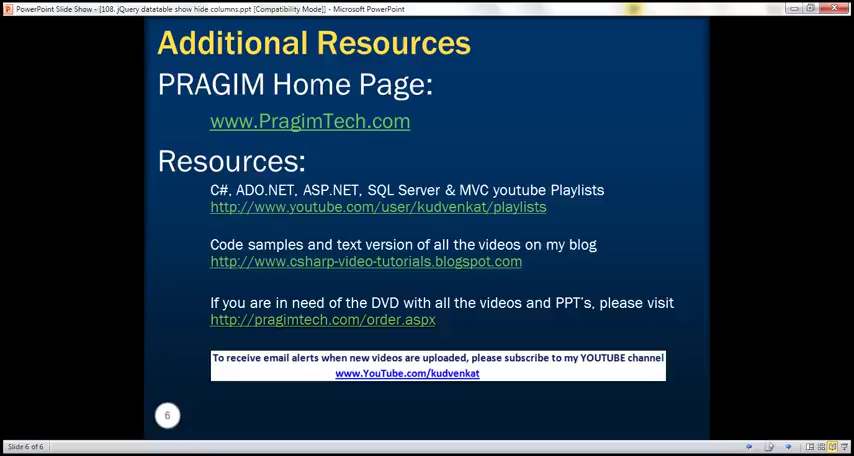 PowerPoint Slide Show - [108. jQuery datatable show hide columns.ppt [Compatibility Mode]] - Microsoft PowerPoint
Additional Resources
PRAGIM Home Page:
www.PragimTech.com
Resources:
C#, ADO.NET, ASP.NET, SQL Server & MVC youtube Playlists
http://www.youtube.com/user/kudvenkat/playlists
Code samples and text version of all the videos on my blog
http://www.csharp-video-tutorials.blogspot.com
If you are in need of the DVD with all the videos and PPT's, please visit
http://pragimtech.com/order.aspx
To receive email alerts when new videos are uploaded, please subscribe to my YOUTUBE channel
www.YouTube.com/kudvenkat
6
Slide 6 of 6